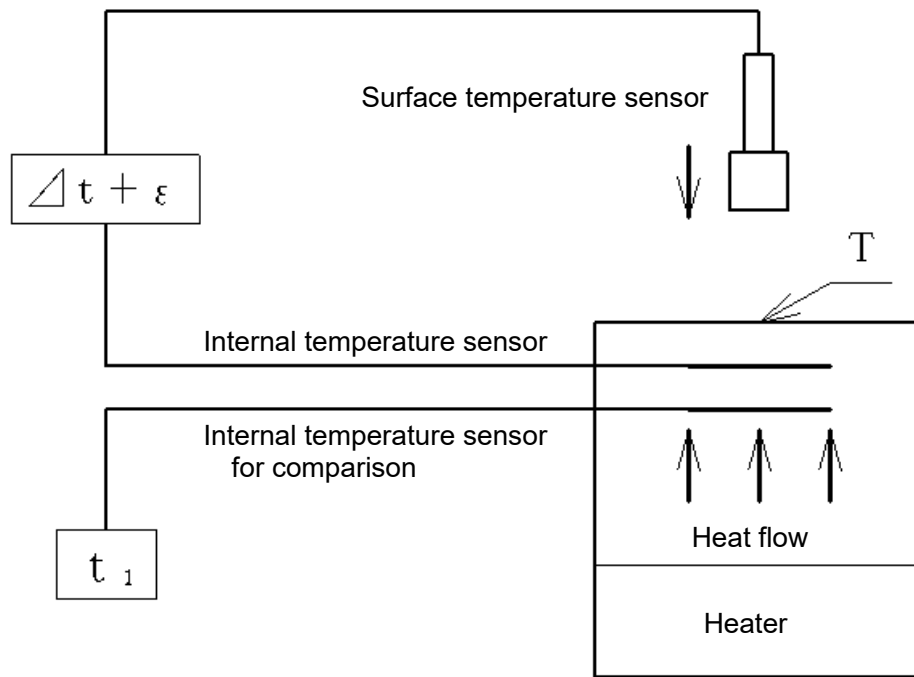 Surface temperature sensor
⊿ t + ε
T
Internal temperature sensor
Internal temperature sensor
for comparison
t 1
Heat flow
Heater